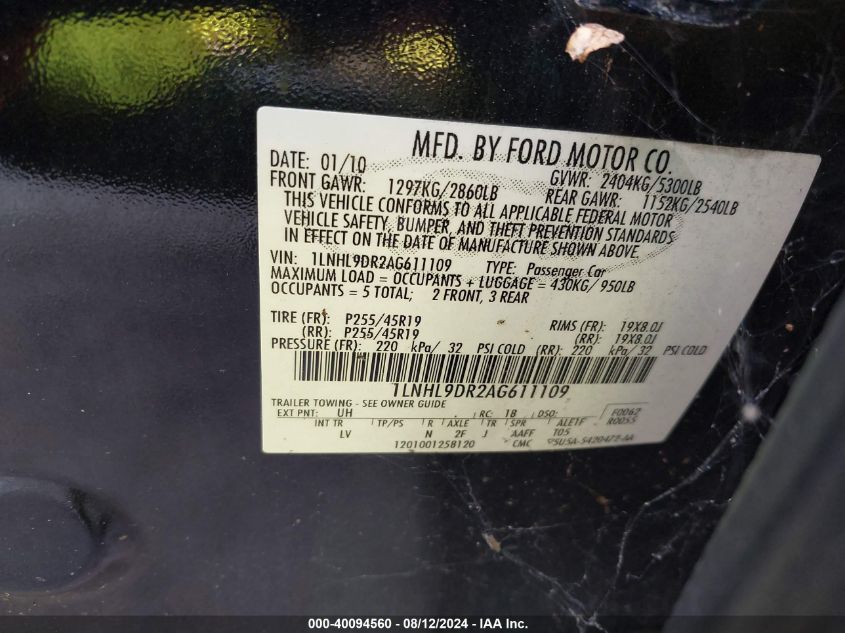 MFD. BY FORD MOTOR CO.
DATE: 01/10 GVWR: 2404KG/5300LB
FRONT GAWR: 1297KG/2860LB REAR GAWR: 1152KG/2540LB
THIS VEHICLE CONFORMS TO ALL APPLICABLE FEDERAL MOTOR
VEHICLE SAFETY, BUMPER, AND THEFT PREVENTION STANDARDS
IN EFFECT ON THE DATE OF MANUFACTURE SHOWN ABOVE.
VIN: 1LNHL9DR2AG611109 TYPE: Passenger Car
MAXIMUM LOAD = OCCUPANTS + LUGGAGE = 430KG/950LB
OCCUPANTS = 5 TOTAL; 2 FRONT, 3 REAR
TIRE (FR): P255/45R19 RIMS (FR): 19X8.0J
(RR): P255/45R19 (RR): 19X8.0J
PRESSURE (FR): 220 kPa/ 32 PSI COLD (RR): 220 kPa/ 32 PSI COLD
1LNHL9DR2AG611109
TRAILER TOWING - SEE OWNER GUIDE
EXT PNT: UH RC: 18 DSO: F0062
R0055
INT TR TP/PS R AXLE TR SPR ALE1F
LV N 2F J AAFF T05
1201001258120 CMC
000-40094560 - 08/12/2024 - IAA Inc.